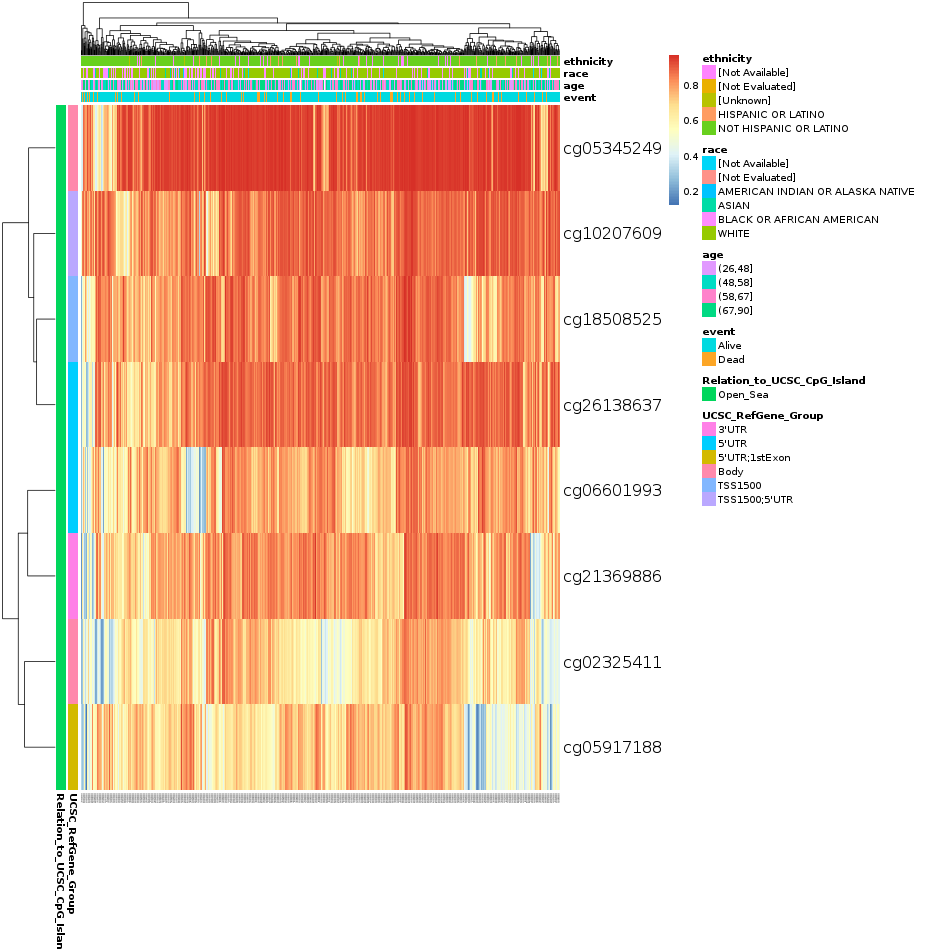 ethnicity
race
age
event
cg05345249
cg10207609
cg18508525
cg26138637
cg06601993
cg21369886
cg02325411
cg05917188
0.8
0.6
0.4
0.2
ethnicity
[Not Available]
[Not Evaluated]
[Unknown]
HISPANIC OR LATINO
NOT HISPANIC OR LATINO
race
[Not Available]
[Not Evaluated]
AMERICAN INDIAN OR ALASKA NATIVE
ASIAN
BLACK OR AFRICAN AMERICAN
WHITE
age
(26,48]
(48,58]
(58,67]
(67,90]
event
Alive
Dead
Relation_to_UCSC_CpG_Island
Open_Sea
UCSC_RefGene_Group
3'UTR
5'UTR
5'UTR;1stExon
Body
TSS1500
TSS1500;5'UTR
UCSC_RefGene_Group
Relation_to_UCSC_CpG_Islan